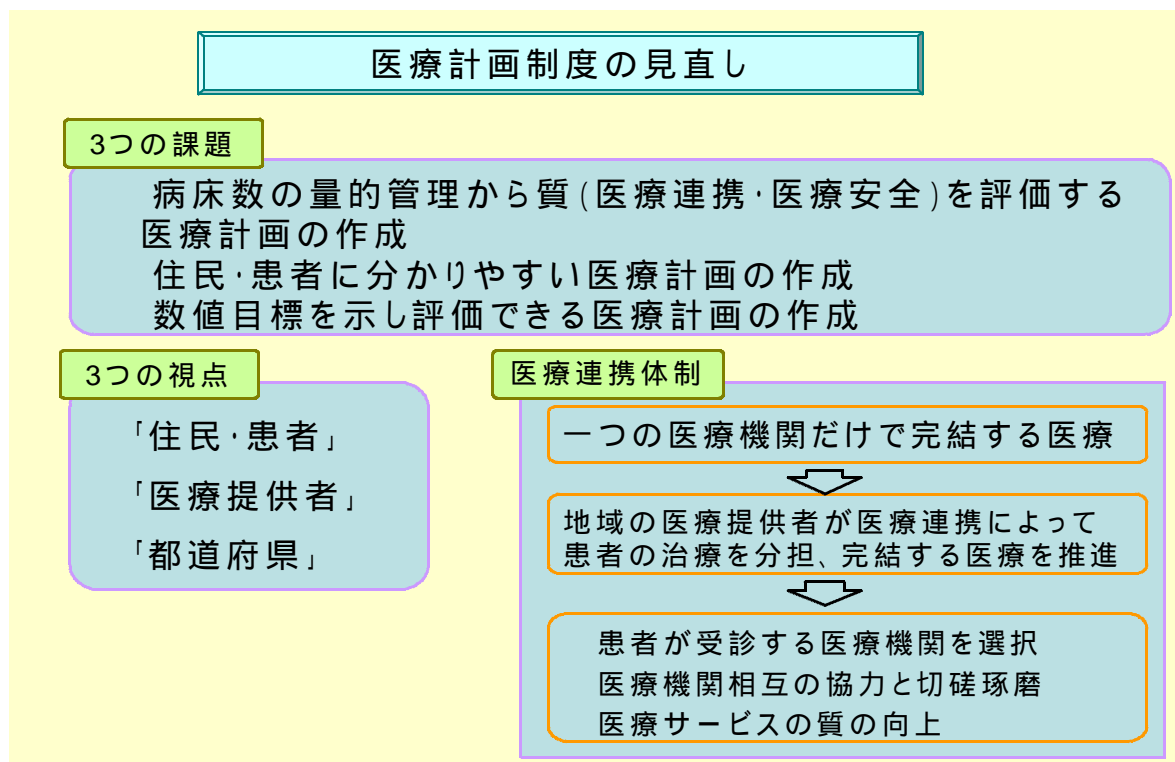 医療計画制度の見直し
3つの課題
病床数の量的管理から質(医療連携・医療安全)を評価する
医療計画の作成
住民・患者に分かりやすい医療計画の作成
数値目標を示し評価できる医療計画の作成
3つの視点
「住民・患者」
「医療提供者」
「都道府県」
医療連携体制
一つの医療機関だけで完結する医療
地域の医療提供者が医療連携によって
患者の治療を分担、完結する医療を推進
患者が受診する医療機関を選択
医療機関相互の協力と切磋琢磨
医療サービスの質の向上